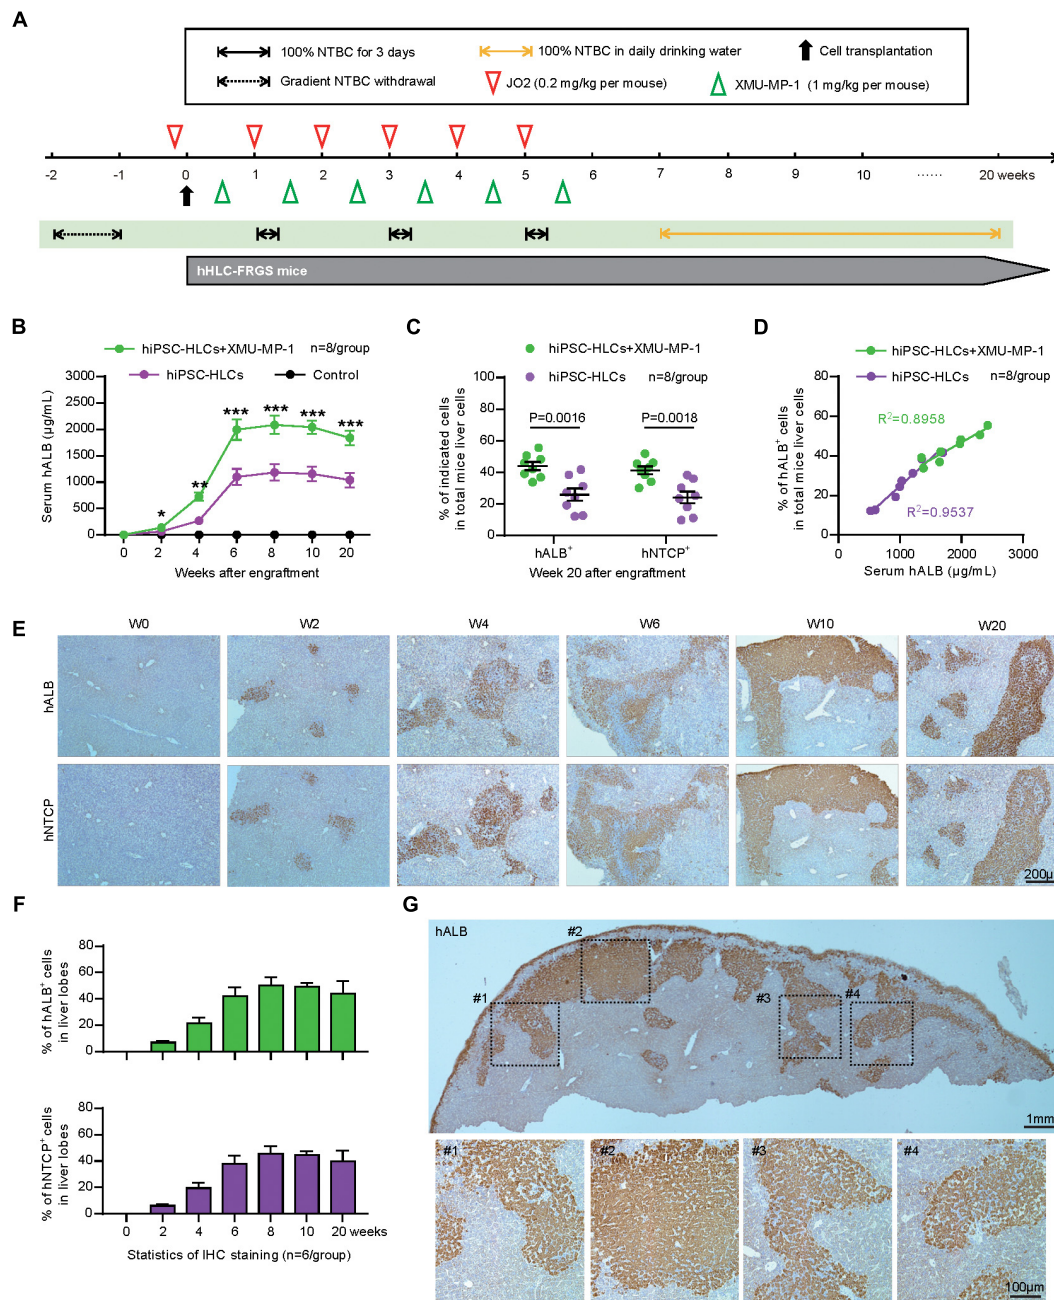 A
100% NTBC for 3 days
100% NTBC in daily drinking water
Cell transplantation
Gradient NTBC withdrawal
JO2 (0.2 mg/kg per mouse)
XMU-MP-1 (1 mg/kg per mouse)
-2 -1 0 1 2 3 4 5 6 7 8 9 10 ...... 20 weeks
hHLC-FRGS mice
B
hiPSC-HLCs+XMU-MP-1 n=8/group
hiPSC-HLCs Control
Serum hALB (μg/mL)
3000
2500
2000
1500
1000
500
0
* ** *** *** *** ***
0 2 4 6 8 10 20
Weeks after engraftment
C
hiPSC-HLCs+XMU-MP-1
hiPSC-HLCs n=8/group
% of indicated cells
in total mice liver cells
100
80
60
40
20
0
P=0.0016 P=0.0018
hALB+ hNTCP+
Week 20 after engraftment
D
hiPSC-HLCs+XMU-MP-1
hiPSC-HLCs n=8/group
% of hALB+ cells
in total mice liver cells
80
60
40
20
0
R²=0.8958
R²=0.9537
0 1000 2000 3000
Serum hALB (μg/mL)
E
W0 W2 W4 W6 W10 W20
hALB
hNTCP
200μ
F
% of hALB+ cells
in liver lobes
80
60
40
20
0
% of hNTCP+ cells
in liver lobes
80
60
40
20
0
0 2 4 6 8 10 20 weeks
Statistics of IHC staining (n=6/group)
G
hALB
#2
#1
#3
#4
1mm
#1 #2 #3 #4
100μm